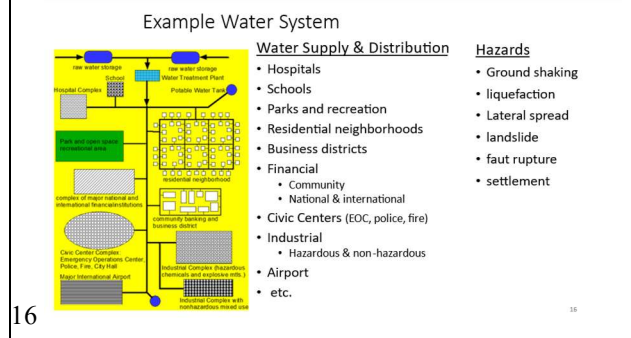 Example Water System
raw water storage
raw water storage
School
Water Treatment Plant
Hospital Complex
Potable Water Tank
Park and open space
recreational area
residential neighborhood
complex of major national and
international financial institutions
community banking and
business district
Civic Center Complex
Emergency Operations Center,
Police, Fire, City Hall
Industrial Complex (hazardous
chemicals and explosive mfts.)
Major International Airport
Industrial Complex with
nonhazardous mixed use
Water Supply & Distribution
• Hospitals
• Schools
• Parks and recreation
• Residential neighborhoods
• Business districts
• Financial
• Community
• National & international
• Civic Centers (EOC, police, fire)
• Industrial
• Hazardous & non-hazardous
• Airport
• etc.
Hazards
• Ground shaking
• liquefaction
• Lateral spread
• landslide
• faut rupture
• settlement
16
16